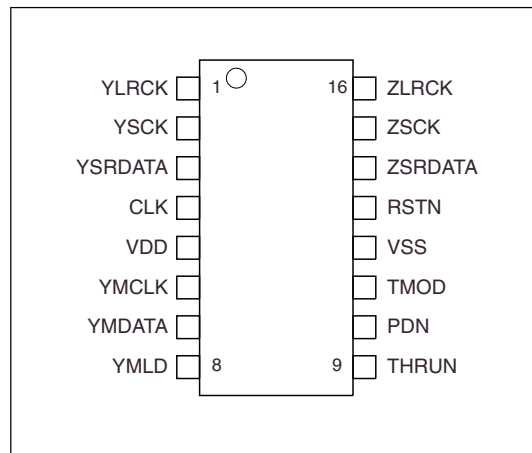 YLRCK 1 16 ZLRCK
YSCK ZSCK
YSRDATA ZSRDATA
CLK RSTN
VDD VSS
YMCLK TMOD
YMDATA PDN
YMLD 8 9 THRUN